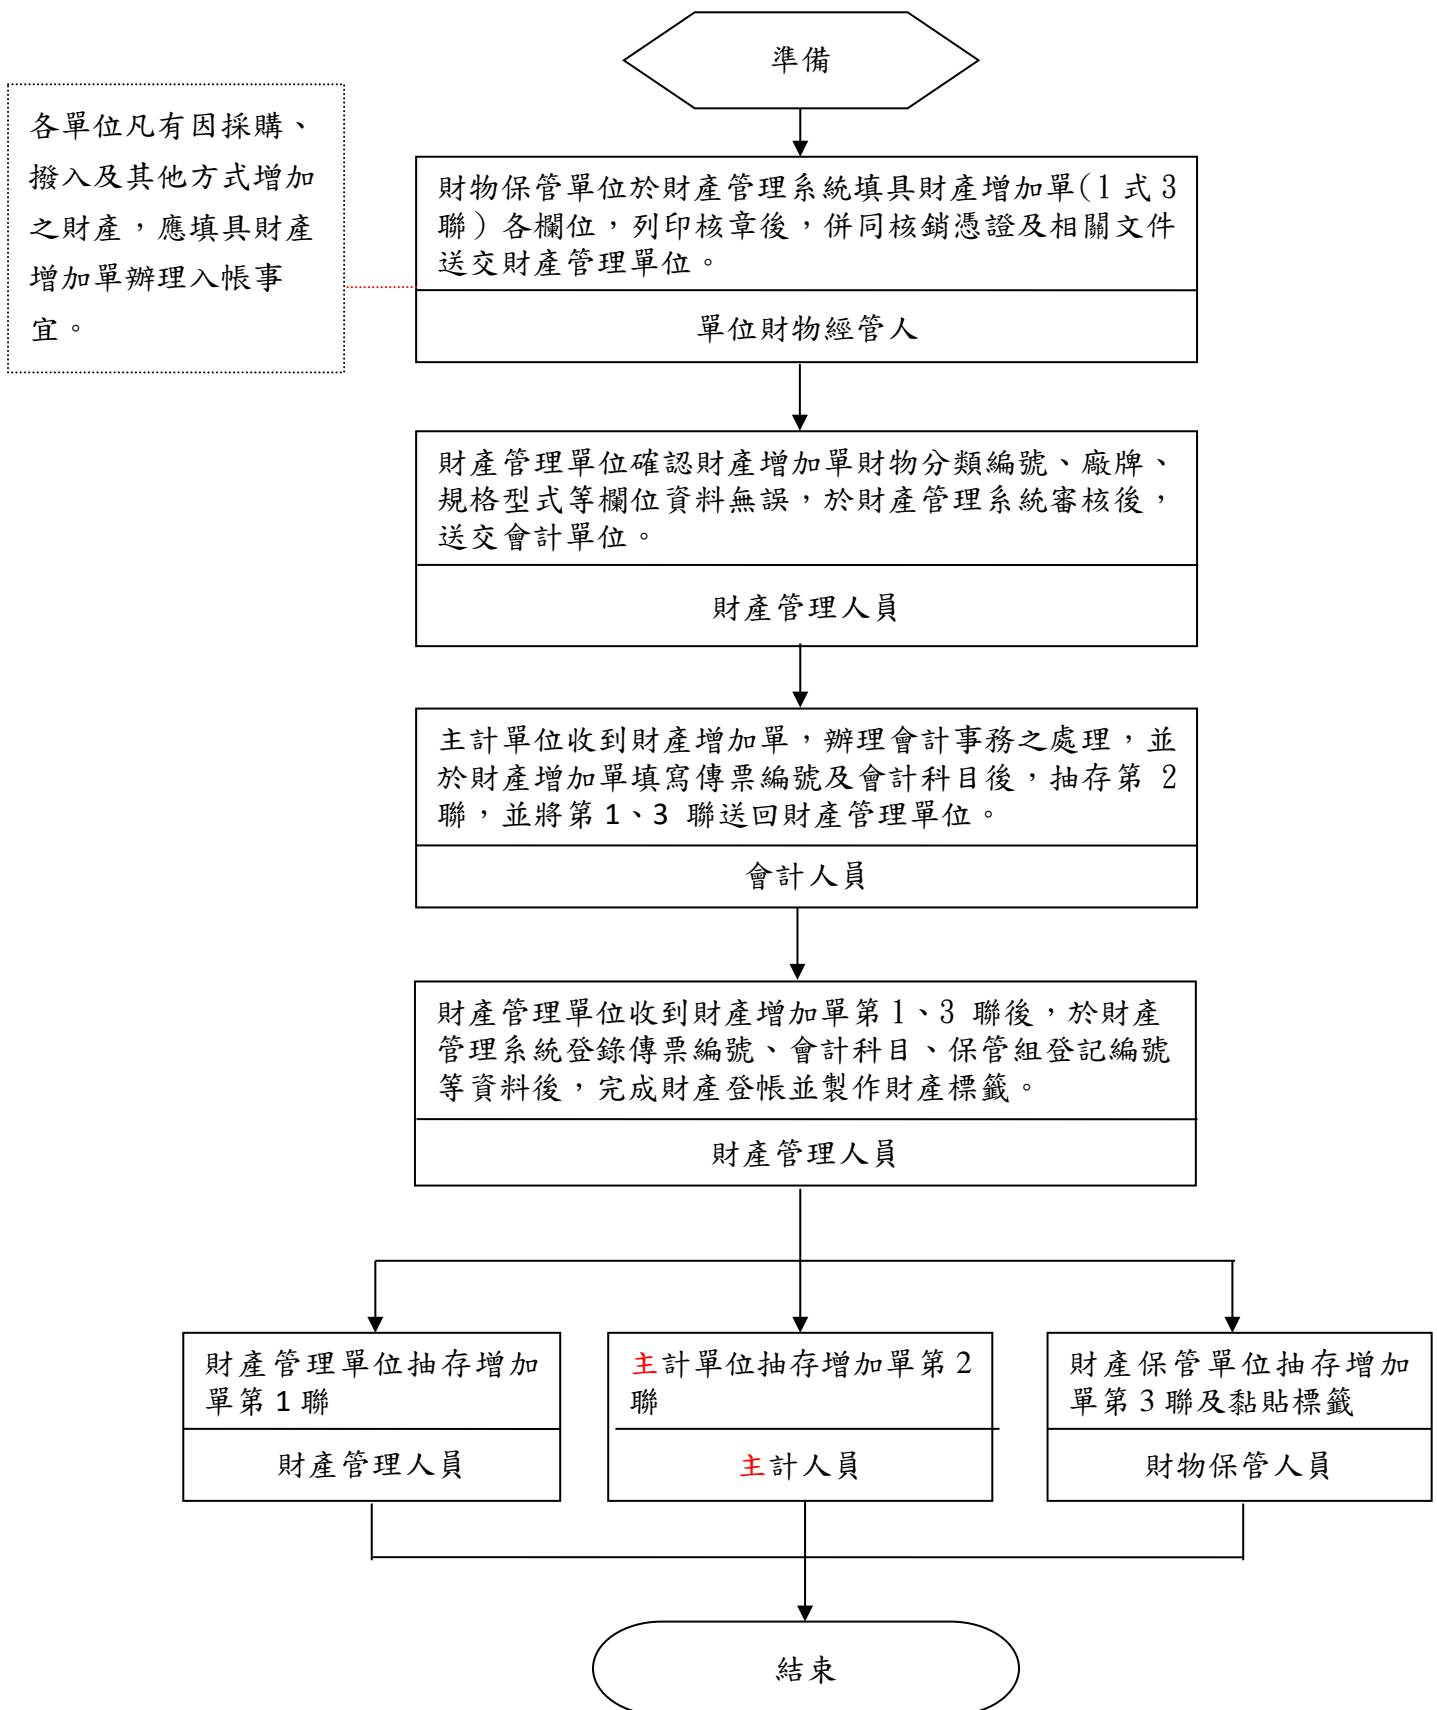 準備
各單位凡有因採購、
撥入及其他方式增加
之財產，應填具財產
增加單辦理入帳事
宜。
財物保管單位於財產管理系統填具財產增加單(1 式 3
聯）各欄位，列印核章後，併同核銷憑證及相關文件
送交財產管理單位。
單位財物經管人
財產管理單位確認財產增加單財物分類編號、廠牌、
規格型式等欄位資料無誤，於財產管理系統審核後，
送交會計單位。
財產管理人員
主計單位收到財產增加單，辦理會計事務之處理，並
於財產增加單填寫傳票編號及會計科目後，抽存第 2
聯，並將第 1、3 聯送回財產管理單位。
會計人員
財產管理單位收到財產增加單第 1、3 聯後，於財產
管理系統登錄傳票編號、會計科目、保管組登記編號
等資料後，完成財產登帳並製作財產標籤。
財產管理人員
財產管理單位抽存增加
單第 1 聯
財產管理人員
主計單位抽存增加單第 2
聯
主計人員
財產保管單位抽存增加
單第 3 聯及黏貼標籤
財物保管人員
結束